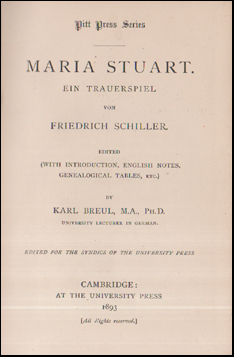 Pitt Press Series
MARIA STUART.
EIN TRAUERSPIEL
VON
FRIEDRICH SCHILLER.
EDITED
(WITH INTRODUCTION, ENGLISH NOTES,
GENEALOGICAL TABLES, ETC.)
BY
KARL BREUL, M.A., PH.D.
UNIVERSITY LECTURER IN GERMAN.
EDITED FOR THE SYNDICS OF THE UNIVERSITY PRESS
CAMBRIDGE:
AT THE UNIVERSITY PRESS
1893
[All Rights reserved.]